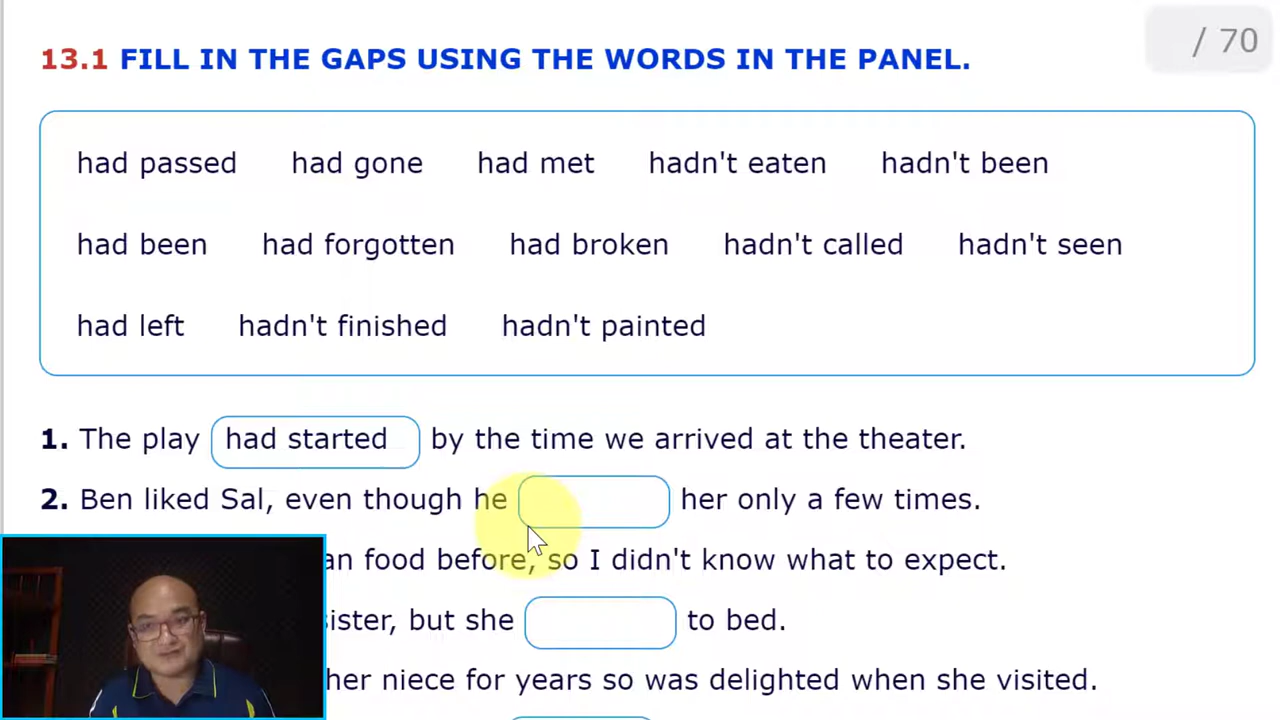 / 70
13.1 FILL IN THE GAPS USING THE WORDS IN THE PANEL.
had passed had gone had met hadn't eaten hadn't been
had been had forgotten had broken hadn't called hadn't seen
had left hadn't finished hadn't painted
1. The play had started by the time we arrived at the theater.
2. Ben liked Sal, even though he her only a few times.
an food before, so I didn't know what to expect.
sister, but she to bed.
her niece for years so was delighted when she visited.